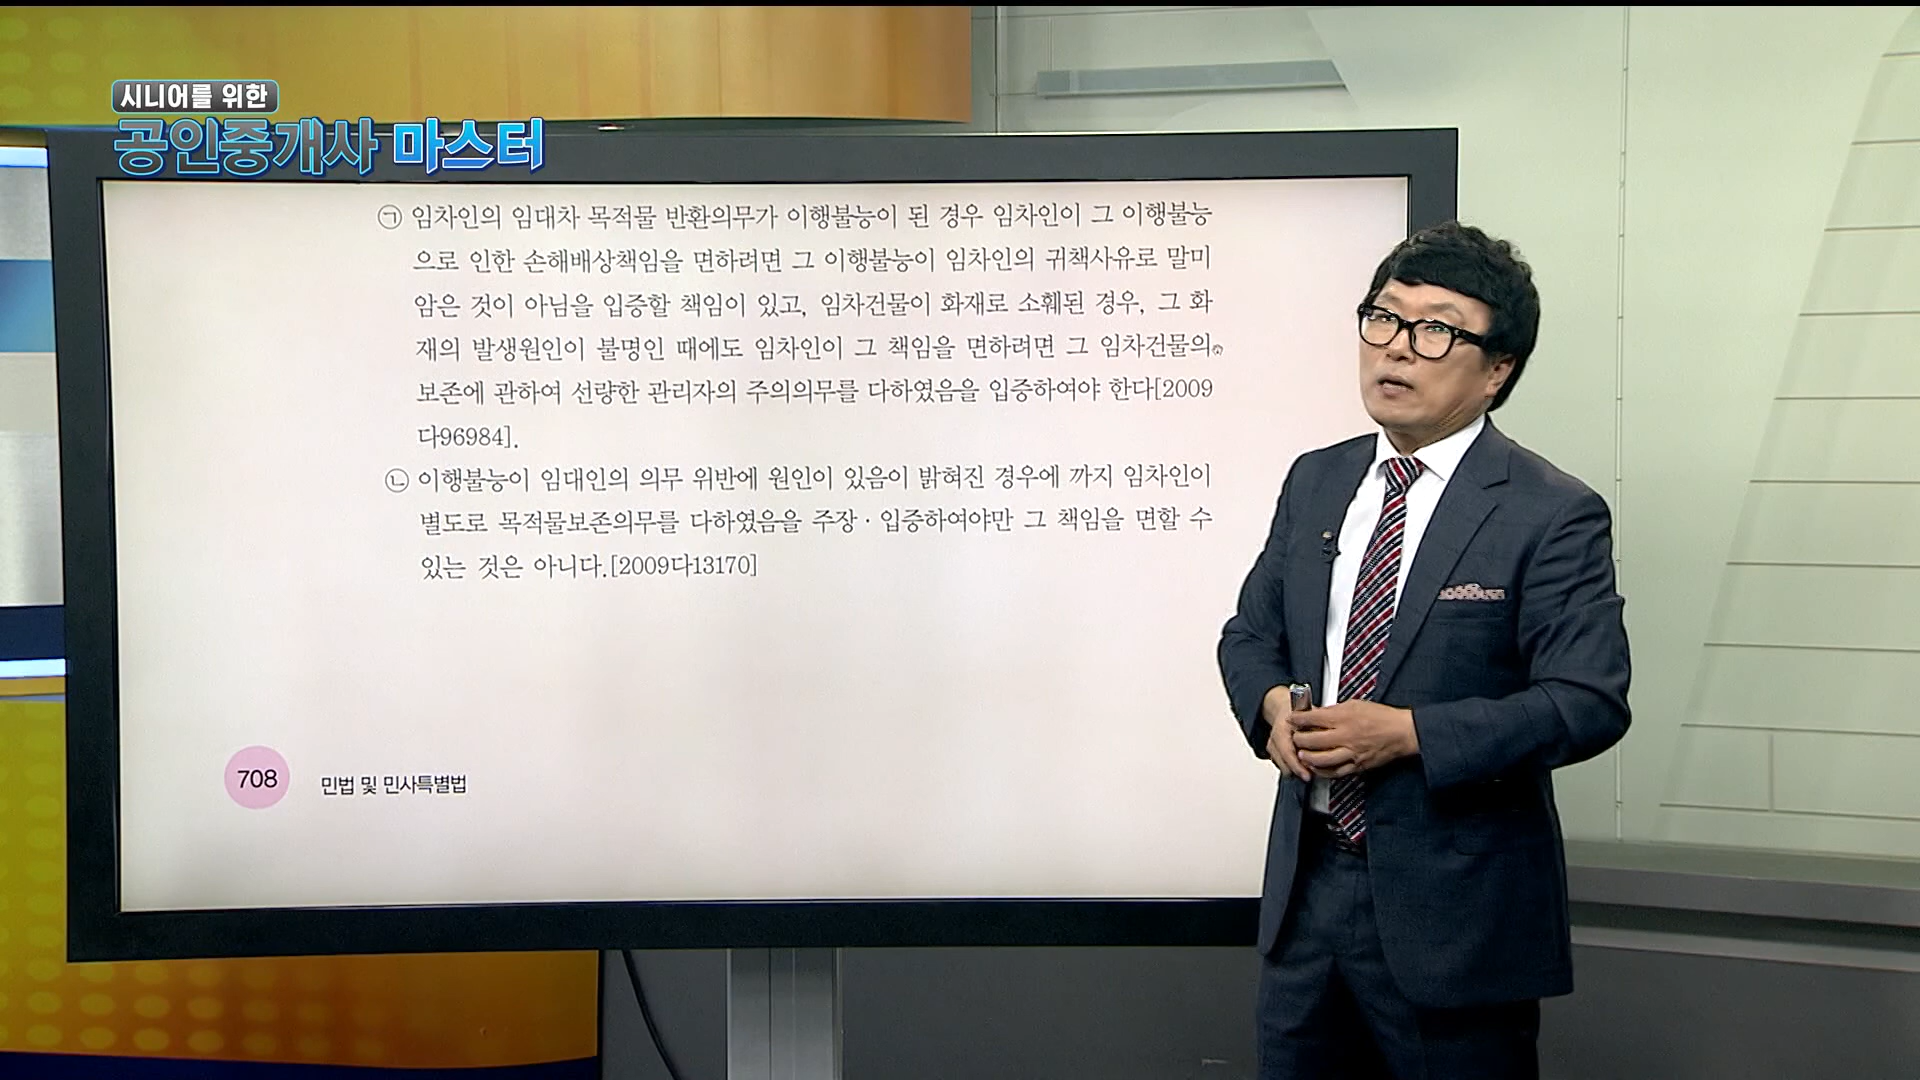 시니어를 위한
공인중개사 마스터
㉠ 임차인의 임대차 목적물 반환의무가 이행불능이 된 경우 임차인이 그 이행불능
으로 인한 손해배상책임을 면하려면 그 이행불능이 임차인의 귀책사유로 말미
암은 것이 아님을 입증할 책임이 있고, 임차건물이 화재로 소훼된 경우, 그 화
재의 발생원인이 불명인 때에도 임차인이 그 책임을 면하려면 그 임차건물의
보존에 관하여 선량한 관리자의 주의의무를 다하였음을 입증하여야 한다[2009
다96984].
㉡ 이행불능이 임대인의 의무 위반에 원인이 있음이 밝혀진 경우에 까지 임차인이
별도로 목적물보존의무를 다하였음을 주장·입증하여야만 그 책임을 면할 수
있는 것은 아니다.[2009다13170]
708 민법 및 민사특별법